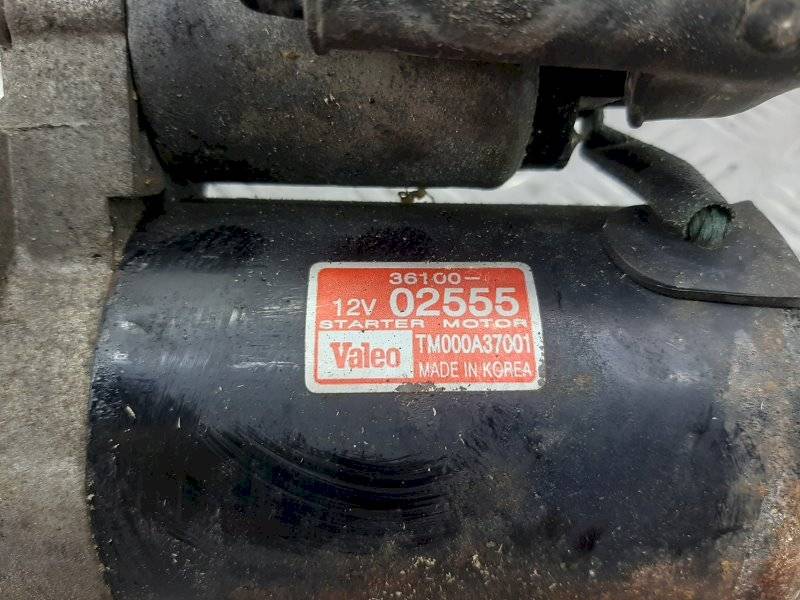 36100-
12V 02555
STARTER MOTOR
Valeo TM000A37001
MADE IN KOREA